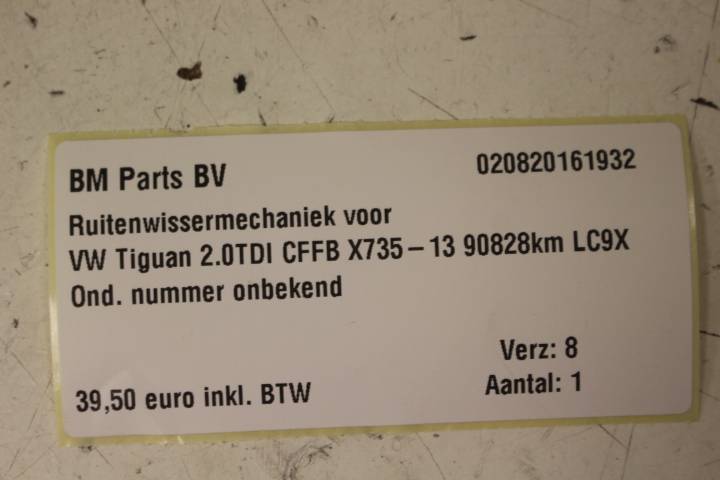 BM Parts BV 020820161932
Ruitenwissermechaniek voor
VW Tiguan 2.0TDI CFFB X735-13 90828km LC9X
Ond. nummer onbekend
Verz: 8
39,50 euro inkl. BTW Aantal: 1